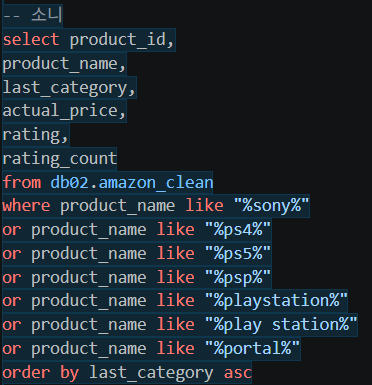 -- 소니
select product_id,
product_name,
last_category,
actual_price,
rating,
rating_count
from db02.amazon_clean
where product_name like "%sony%"
or product_name like "%ps4%"
or product_name like "%ps5%"
or product_name like "%psp%"
or product_name like "%playstation%"
or product_name like "%play station%"
or product_name like "%portal%"
order by last_category asc